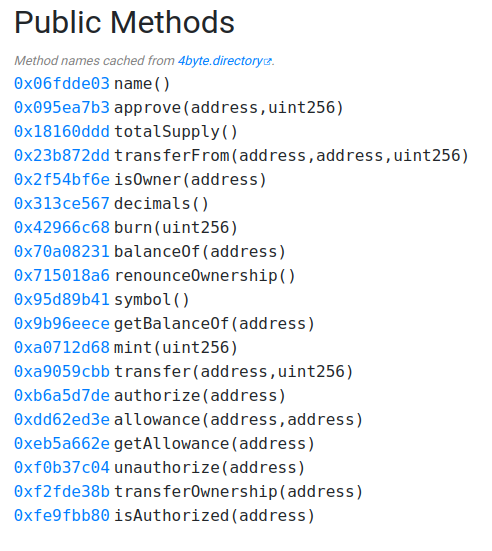 Public Methods
Method names cached from 4byte.directory.
0x06fdde03 name()
0x095ea7b3 approve(address,uint256)
0x18160ddd totalSupply()
0x23b872dd transferFrom(address,address,uint256)
0x2f54bf6e isOwner(address)
0x313ce567 decimals()
0x42966c68 burn(uint256)
0x70a08231 balanceOf(address)
0x715018a6 renounceOwnership()
0x95d89b41 symbol()
0x9b96eece getBalanceOf(address)
0xa0712d68 mint(uint256)
0xa9059cbb transfer(address,uint256)
0xb6a5d7de authorize(address)
0xdd62ed3e allowance(address,address)
0xeb5a662e getAllowance(address)
0xf0b37c04 unauthorize(address)
0xf2fde38b transferOwnership(address)
0xfe9fbb80 isAuthorized(address)